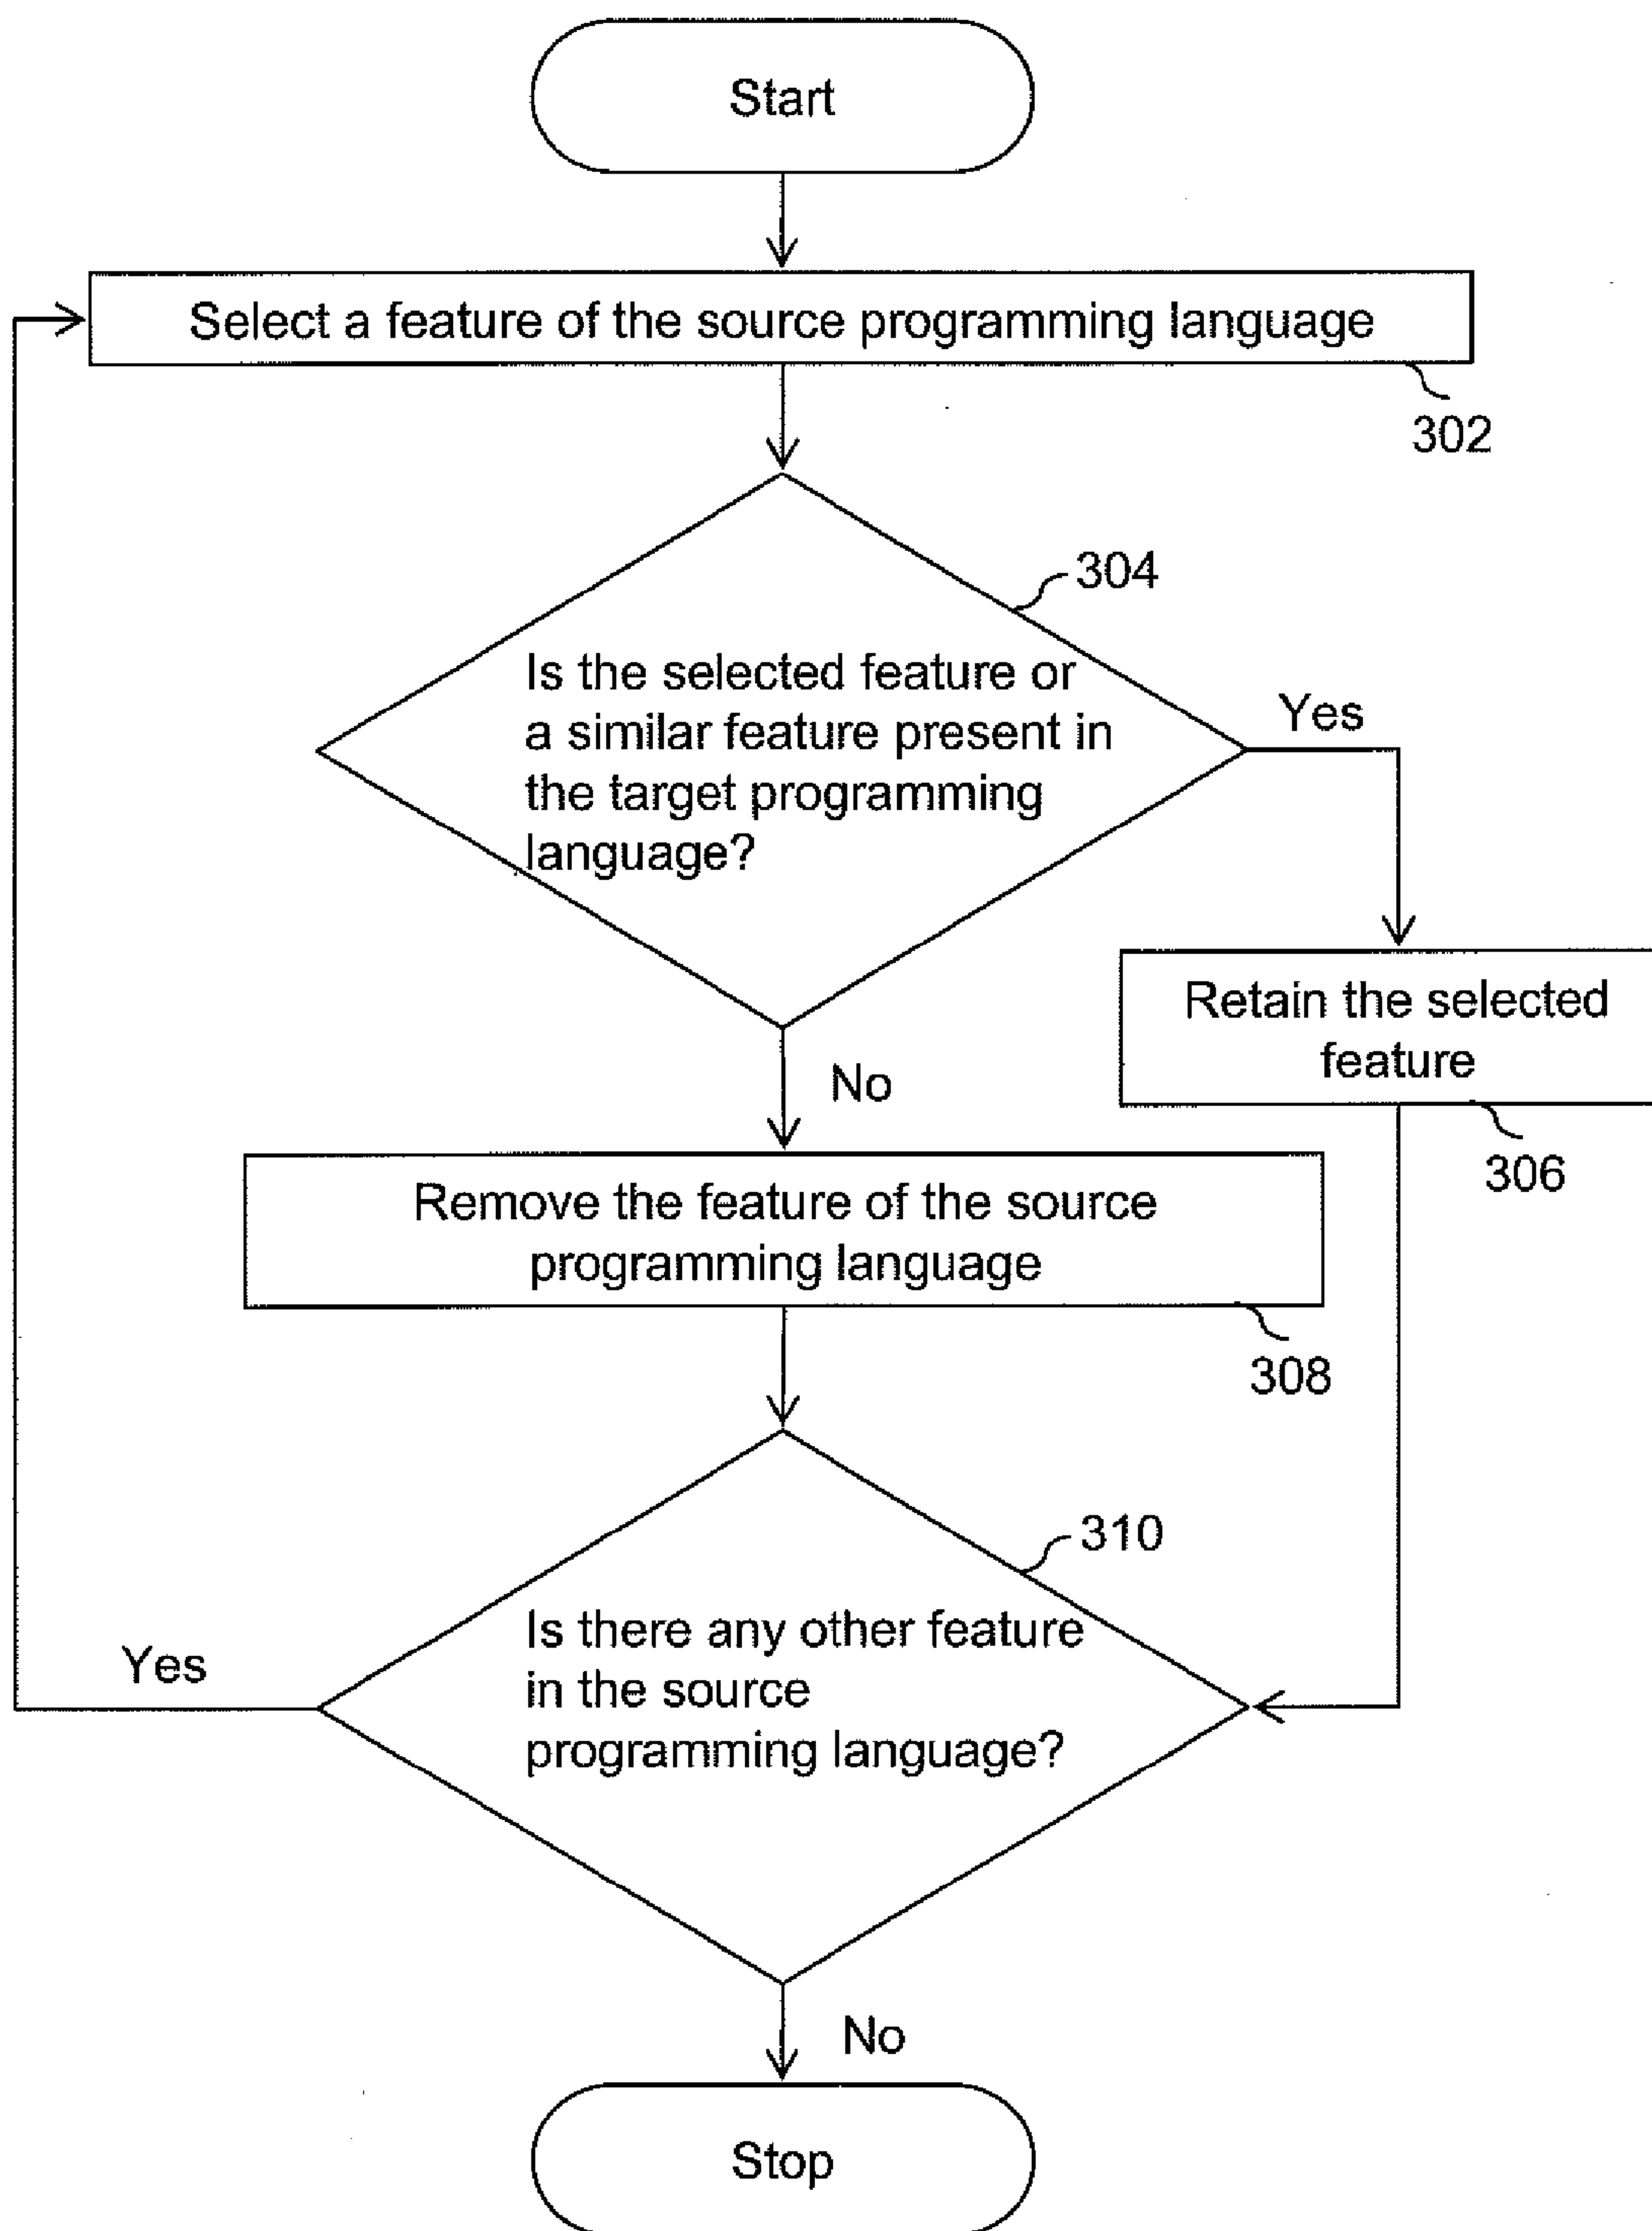 Start
Select a feature of the source programming language
302
304
Is the selected feature or
a similar feature present in
the target programming
language?
Yes
Retain the selected
feature
306
No
Remove the feature of the source
programming language
308
310
Is there any other feature
in the source
programming language?
Yes
No
Stop